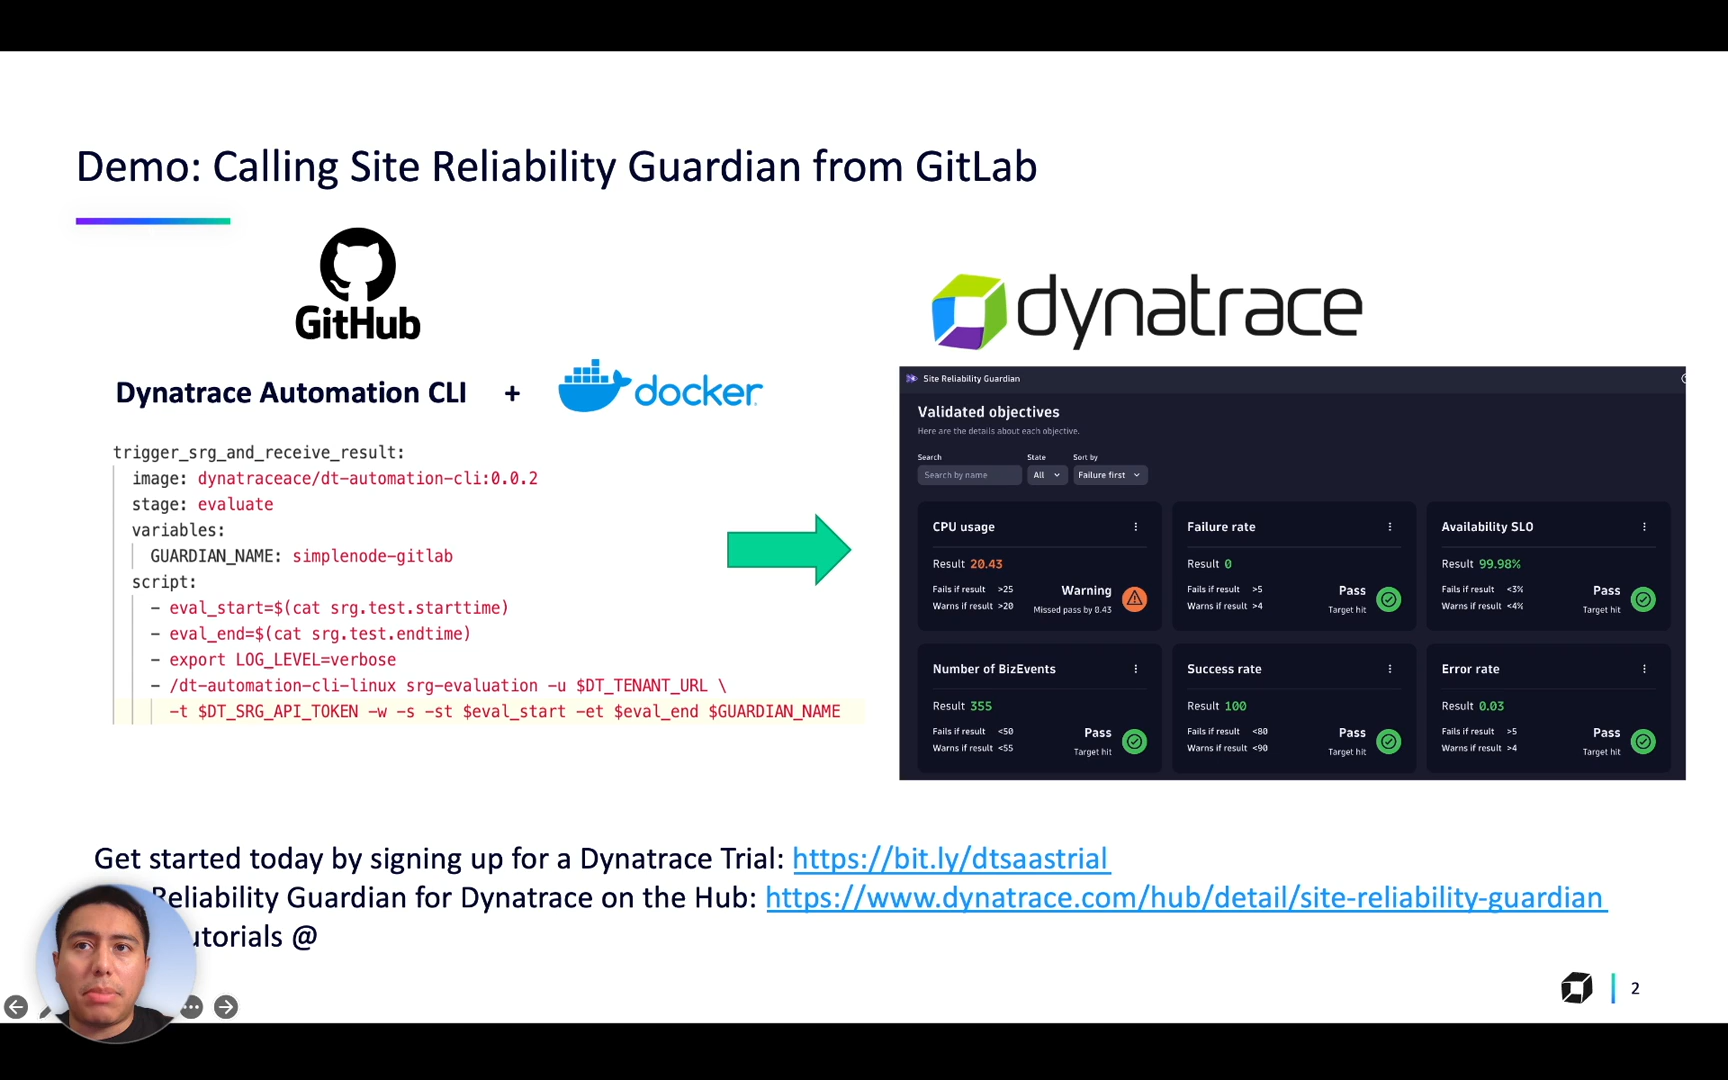 Demo: Calling Site Reliability Guardian from GitLab
GitHub
Dynatrace Automation CLI + docker
trigger_srg_and_receive_result:
image: dynatraceace/dt-automation-cli:0.0.2
stage: evaluate
variables:
GUARDIAN_NAME: simplenode-gitlab
script:
- eval_start=$(cat srg.test.starttime)
- eval_end=$(cat srg.test.endtime)
- export LOG_LEVEL=verbose
- /dt-automation-cli-linux srg-evaluation -u $DT_TENANT_URL \
-t $DT_SRG_API_TOKEN -w -s -st $eval_start -et $eval_end $GUARDIAN_NAME
dynatrace
Site Reliability Guardian
Validated objectives
Here are the details about each objective.
Search State Sort by
Search by name All Failure first
CPU usage
Result 20.43
Fails if result >25
Warns if result >20
Warning
Missed pass by 0.43
Failure rate
Result 0
Fails if result >5
Warns if result >4
Pass
Target hit
Availability SLO
Result 99.98%
Fails if result <3%
Warns if result <4%
Pass
Target hit
Number of BizEvents
Result 355
Fails if result <50
Warns if result <55
Pass
Target hit
Success rate
Result 100
Fails if result <80
Warns if result <90
Pass
Target hit
Error rate
Result 0.03
Fails if result >5
Warns if result >4
Pass
Target hit
Get started today by signing up for a Dynatrace Trial: https://bit.ly/dtsaastrial
Reliability Guardian for Dynatrace on the Hub: https://www.dynatrace.com/hub/detail/site-reliability-guardian
utorials @
2